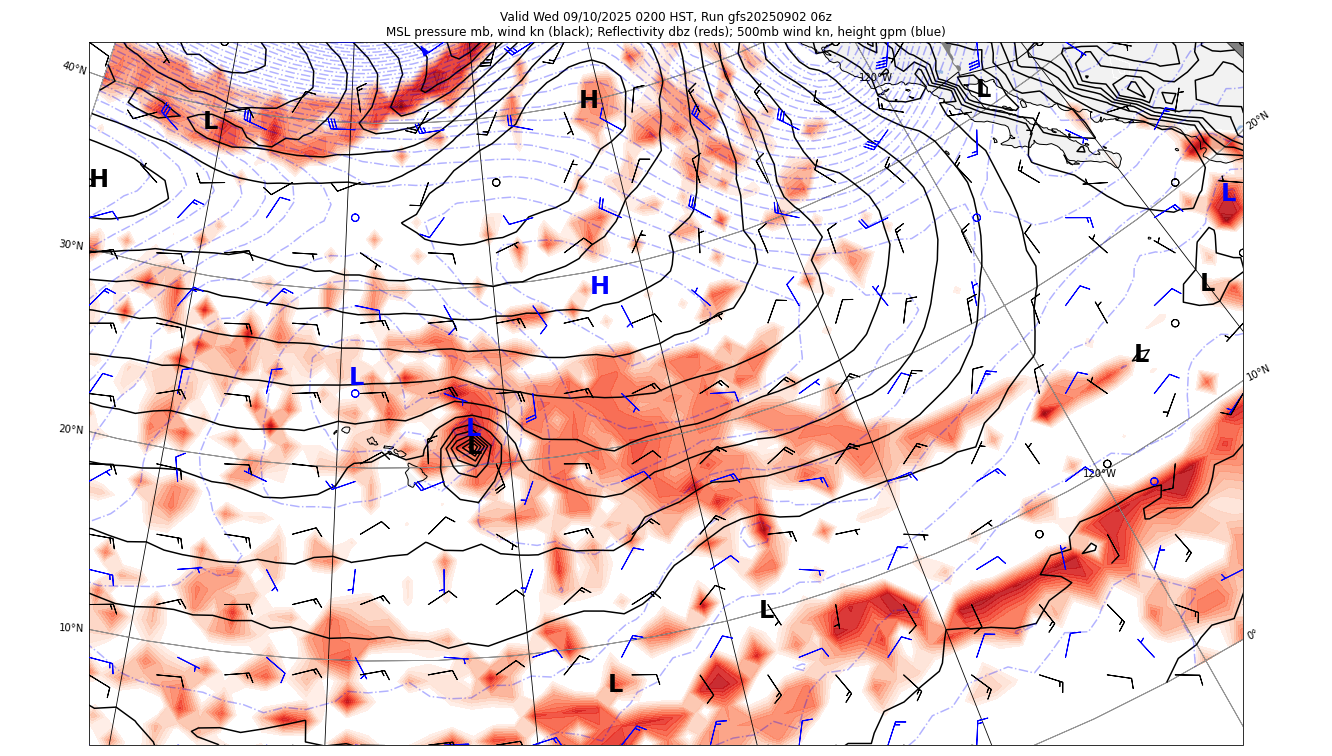 Valid Wed 09/10/2025 0200 HST, Run gfs20250902 06z
MSL pressure mb, wind kn (black); Reflectivity dbz (reds); 500mb wind kn, height gpm (blue)
40°N
120°W
L
H
L
20°N
H
L
30°N
H
L
L
10°N
L
20°N
L
L
120°W
L
10°N
0°
L